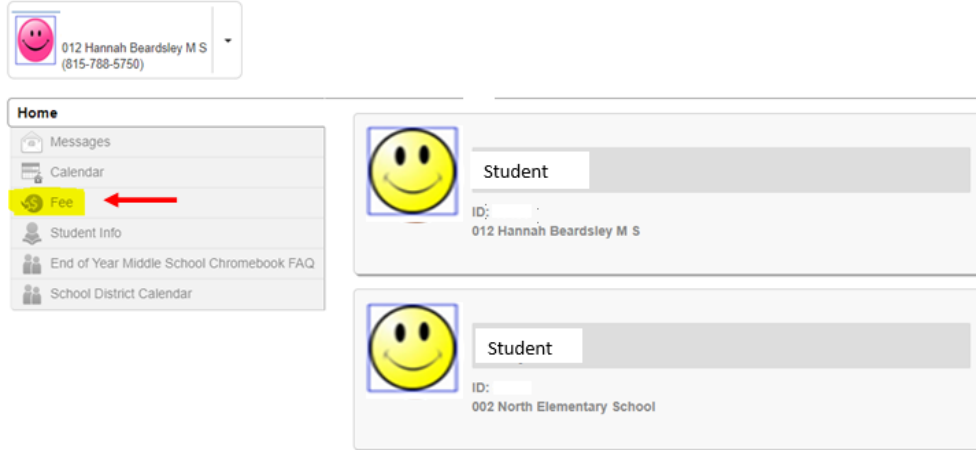 012 Hannah Beardsley M S
(815-788-5750)
Home
Messages
Calendar
Fee
Student Info
End of Year Middle School Chromebook FAQ
School District Calendar
Student
ID:
012 Hannah Beardsley M S
Student
ID:
002 North Elementary School